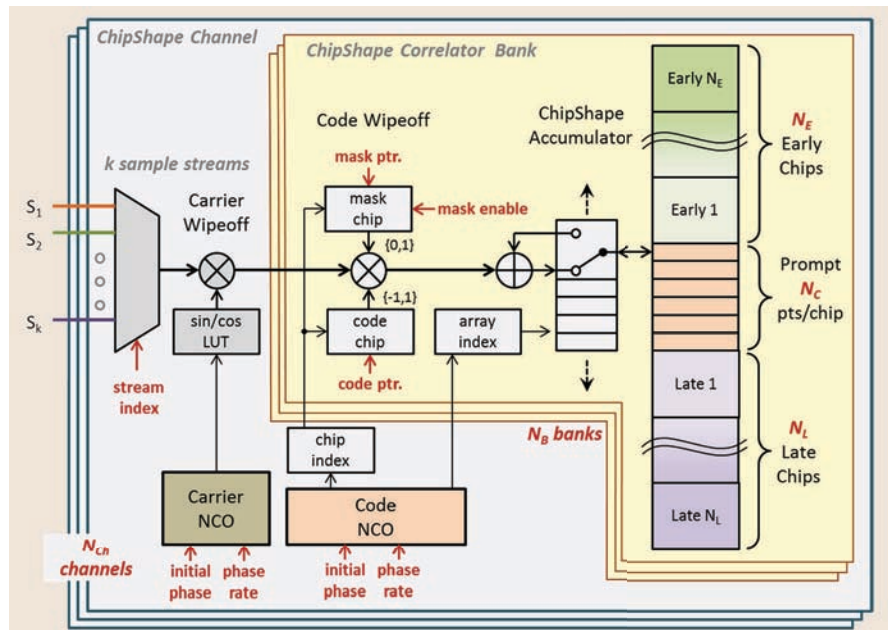 ChipShape Channel
ChipShape Correlator Bank
Early N_E
N_E
Early
Chips
Early 1
ChipShape
Accumulator
Code Wipeoff
mask ptr.
mask
chip
mask enable
{0,1}
{-1,1}
k sample streams
S1
S2
Sk
Carrier
Wipeoff
sin/cos
LUT
stream
index
code
chip
code ptr.
array
index
Prompt
N_C
pts/chip
Late 1
N_L
Late
Chips
Late N_L
N_B banks
chip
index
Carrier
NCO
Code
NCO
initial
phase
phase
rate
initial
phase
phase
rate
N_Ch
channels